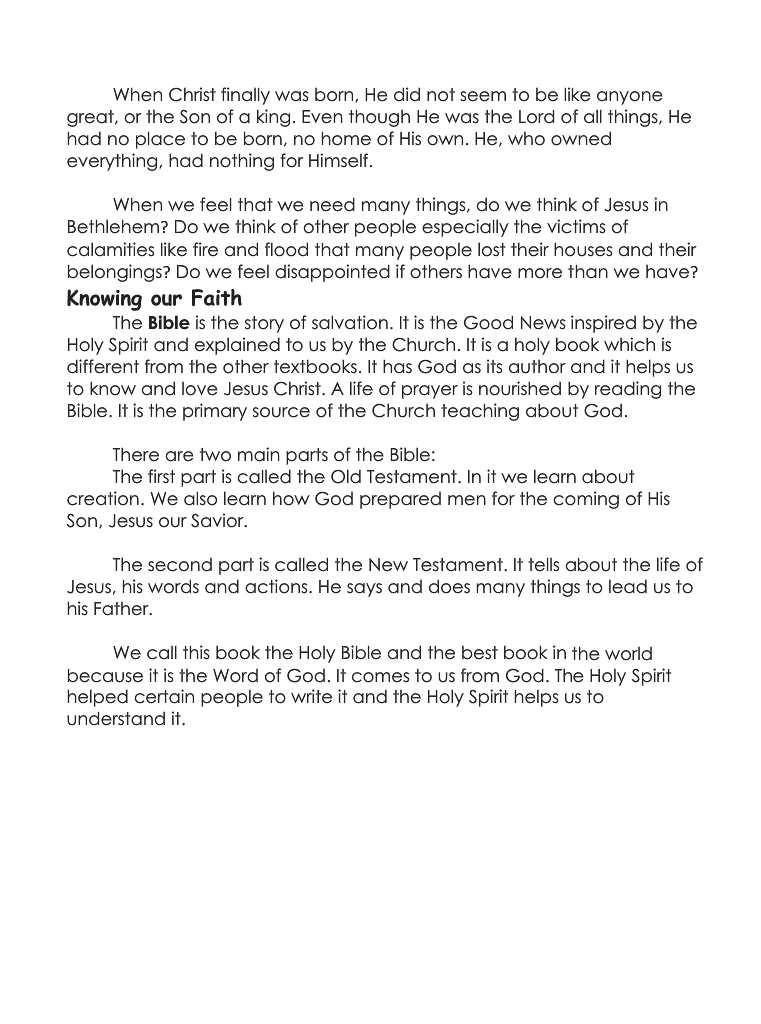 When Christ finally was born, He did not seem to be like anyone
great, or the Son of a king. Even though He was the Lord of all things, He
had no place to be born, no home of His own. He, who owned
everything, had nothing for Himself.
When we feel that we need many things, do we think of Jesus in
Bethlehem? Do we think of other people especially the victims of
calamities like fire and flood that many people lost their houses and their
belongings? Do we feel disappointed if others have more than we have?
Knowing our Faith
The Bible is the story of salvation. It is the Good News inspired by the
Holy Spirit and explained to us by the Church. It is a holy book which is
different from the other textbooks. It has God as its author and it helps us
to know and love Jesus Christ. A life of prayer is nourished by reading the
Bible. It is the primary source of the Church teaching about God.
There are two main parts of the Bible:
The first part is called the Old Testament. In it we learn about
creation. We also learn how God prepared men for the coming of His
Son, Jesus our Savior.
The second part is called the New Testament. It tells about the life of
Jesus, his words and actions. He says and does many things to lead us to
his Father.
We call this book the Holy Bible and the best book in the world
because it is the Word of God. It comes to us from God. The Holy Spirit
helped certain people to write it and the Holy Spirit helps us to
understand it.